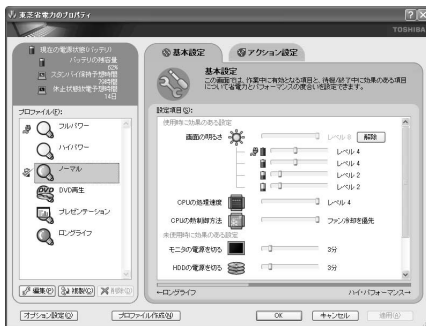 東芝省電力のプロパティ
TOSHIBA
現在の電源状態(バッテリ)
バッテリの残容量
62%
スタンバイ保持予想時間
79時間
休止状態放電予想時間
14日
プロファイル(F):
フルパワー
ハイパワー
ノーマル
DVD再生
プレゼンテーション
ロングライフ
編集(E)
複製(C)
削除(D)
基本設定
アクション設定
基本設定
この画面では、作業中に有効となる項目と、待機/終了中に効果のある項目
について省電力とパフォーマンスの度合いを設定できます。
設定項目(S):
使用時に効果のある設定
画面の明るさ
レベル 8
解除
レベル 4
レベル 4
レベル 2
レベル 2
CPUの処理速度
レベル 4
CPUの熱制御方法
ファン冷却を優先
未使用時に効果のある設定
モニタの電源を切る
3分
HDDの電源を切る
3分
←ロングライフ
ハイ・パフォーマンス→
オプション設定(O)
プロファイル作成(N)
OK
キャンセル
適用(A)